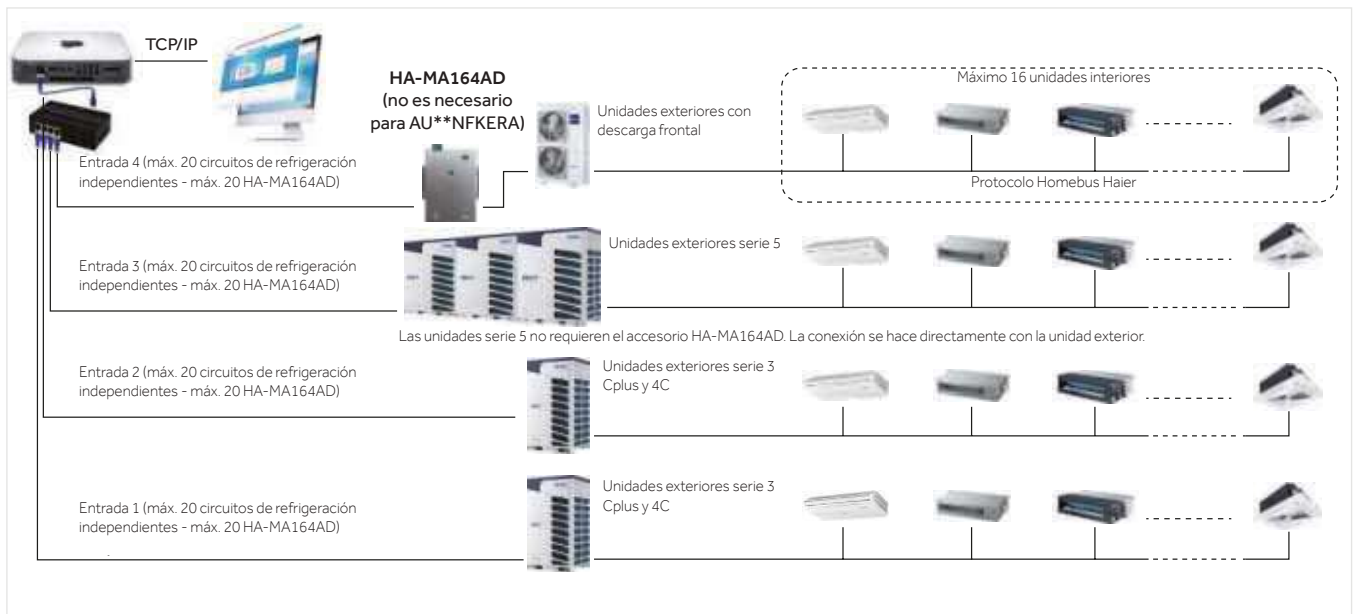 TCP/IP
HA-MA164AD
(no es necesario
para AU**NFKERA)
Unidades exteriores con
descarga frontal
Máximo 16 unidades interiores
Protocolo Homebus Haier
Entrada 4 (máx. 20 circuitos de refrigeración
independientes - máx. 20 HA-MA164AD)
Unidades exteriores serie 5
Entrada 3 (máx. 20 circuitos de refrigeración
independientes - máx. 20 HA-MA164AD)
Las unidades serie 5 no requieren el accesorio HA-MA164AD. La conexión se hace directamente con la unidad exterior.
Entrada 2 (máx. 20 circuitos de refrigeración
independientes - máx. 20 HA-MA164AD)
Unidades exteriores serie 3
Cplus y 4C
Entrada 1 (máx. 20 circuitos de refrigeración
independientes - máx. 20 HA-MA164AD)
Unidades exteriores serie 3
Cplus y 4C